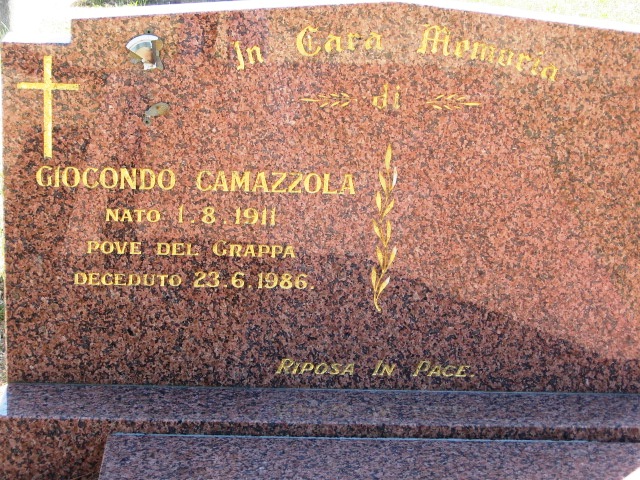 In Cara Memoria
di
GIOCONDO CAMAZZOLA
NATO 1.8.1911
POVE DEL GRAPPA
DECEDUTO 23.6.1986.
RIPOSA IN PACE.